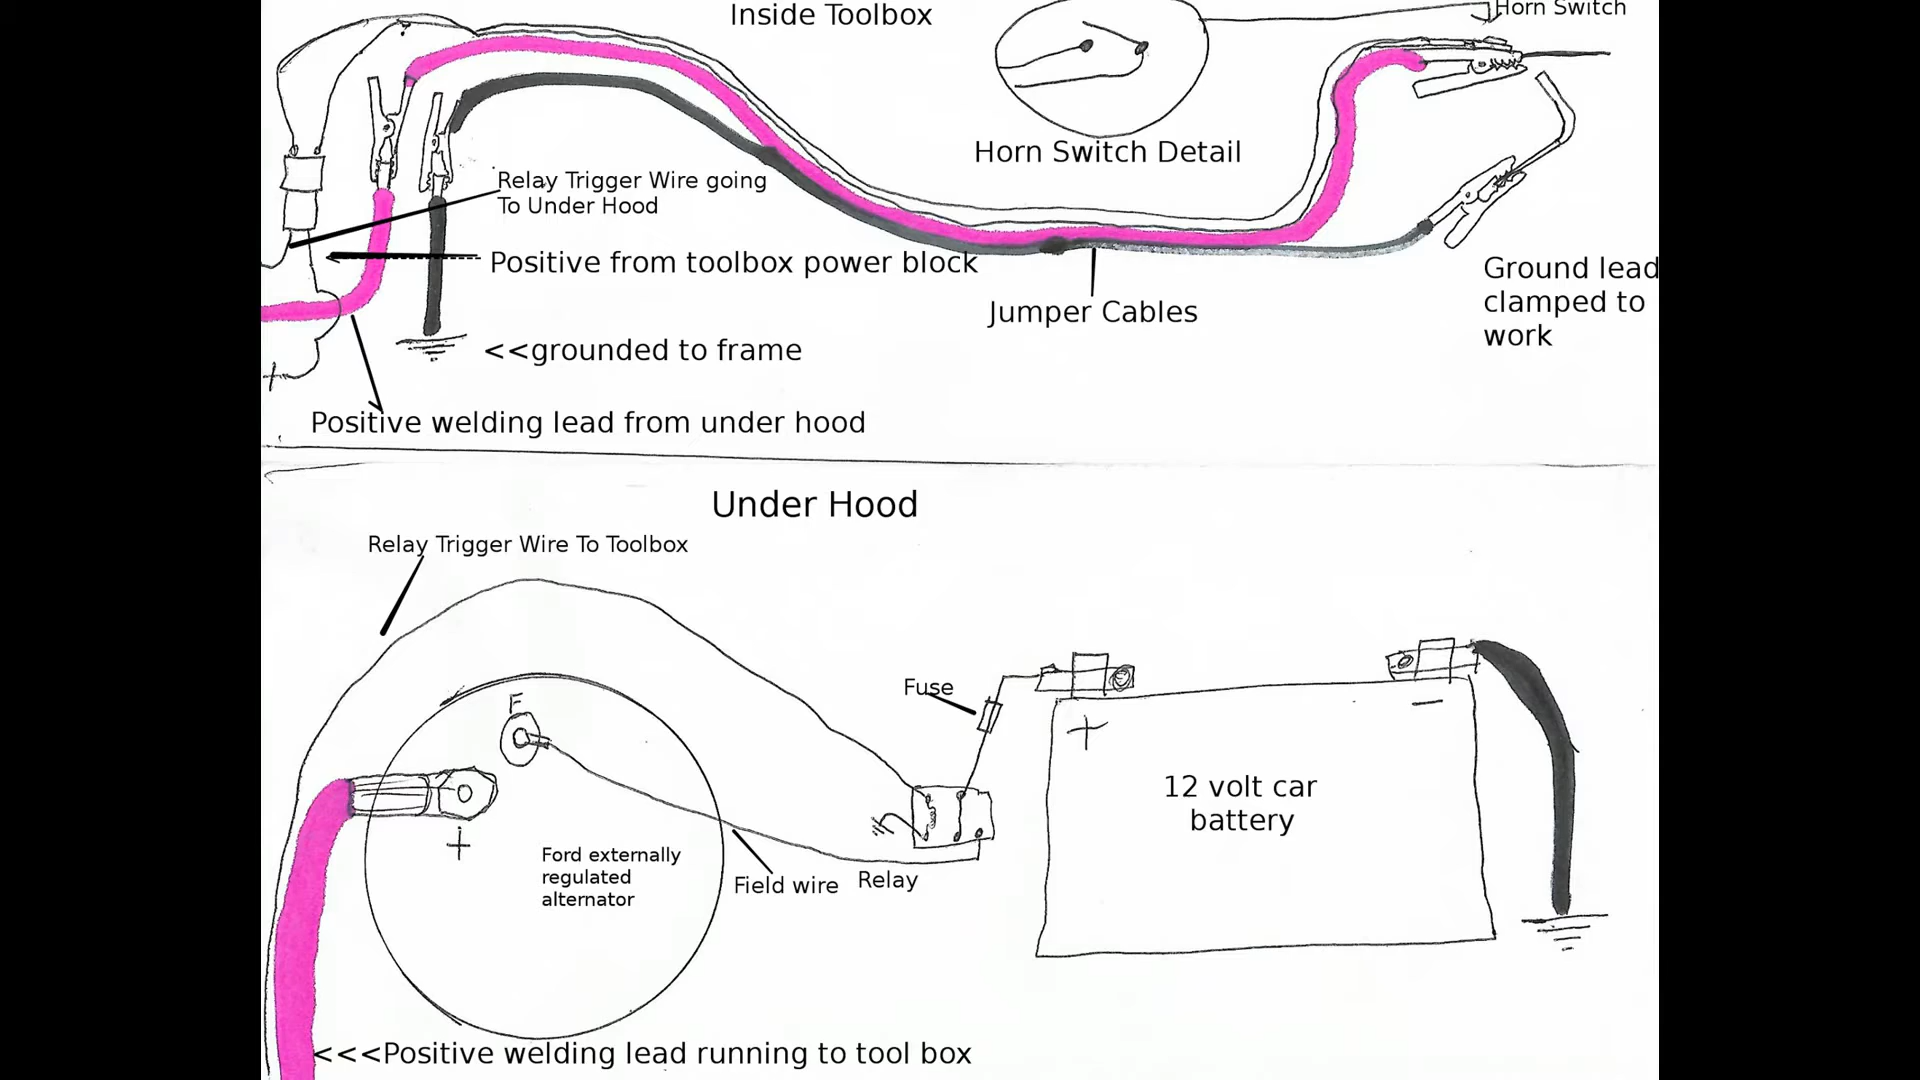 Inside Toolbox
Horn Switch
Horn Switch Detail
Relay Trigger Wire going
To Under Hood
Positive from toolbox power block
Jumper Cables
Ground lead
clamped to
work
<<grounded to frame
Positive welding lead from under hood
+
Under Hood
Relay Trigger Wire To Toolbox
F
Fuse
+
−
12 volt car
battery
+
Ford externally
regulated
alternator
Field wire
Relay
<<<Positive welding lead running to tool box